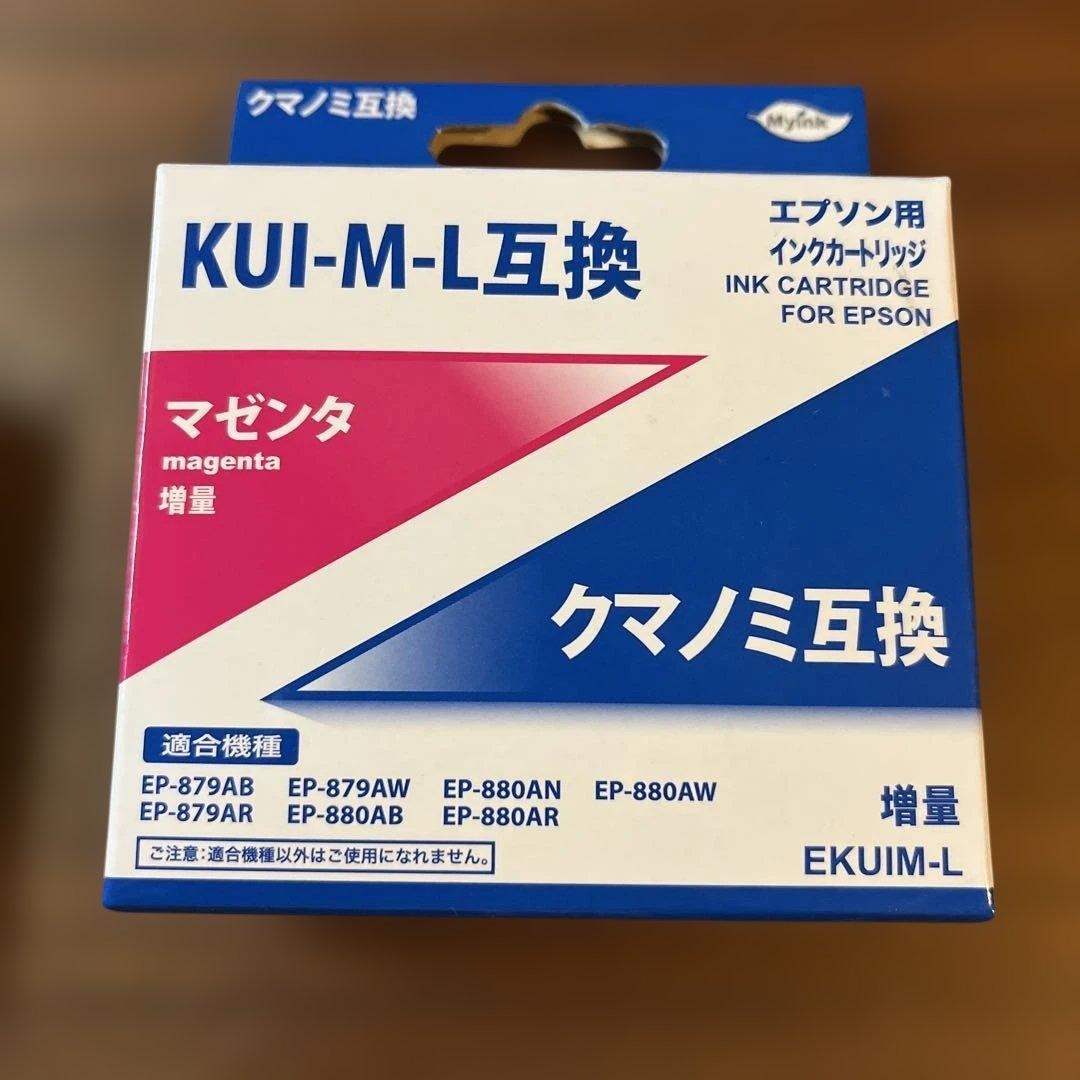 クマノミ互換
Myink
KUI-M-L互換
エプソン用
インクカートリッジ
INK CARTRIDGE
FOR EPSON
マゼンタ
magenta
増量
クマノミ互換
適合機種
EP-879AB EP-879AW EP-880AN EP-880AW
EP-879AR EP-880AB EP-880AR
ご注意:適合機種以外はご使用になれません。
増量
EKUIM-L